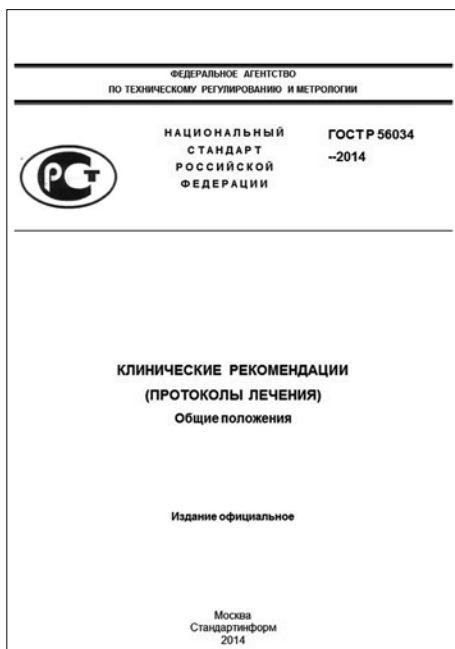 ФЕДЕРАЛЬНОЕ АГЕНТСТВО
ПО ТЕХНИЧЕСКОМУ РЕГУЛИРОВАНИЮ И МЕТРОЛОГИИ
НАЦИОНАЛЬНЫЙ
СТАНДАРТ
РОССИЙСКОЙ
ФЕДЕРАЦИИ
ГОСТ Р 56034
--2014
РСТ
КЛИНИЧЕСКИЕ РЕКОМЕНДАЦИИ
(ПРОТОКОЛЫ ЛЕЧЕНИЯ)
Общие положения
Издание официальное
Москва
Стандартинформ
2014